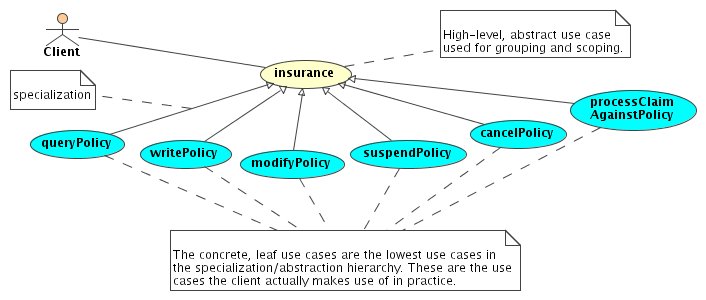 Client
High-level, abstract use case
used for grouping and scoping.
insurance
specialization
processClaim
AgainstPolicy
queryPolicy
writePolicy
modifyPolicy
suspendPolicy
cancelPolicy
The concrete, leaf use cases are the lowest use cases in
the specialization/abstraction hierarchy. These are the use
cases the client actually makes use of in practice.